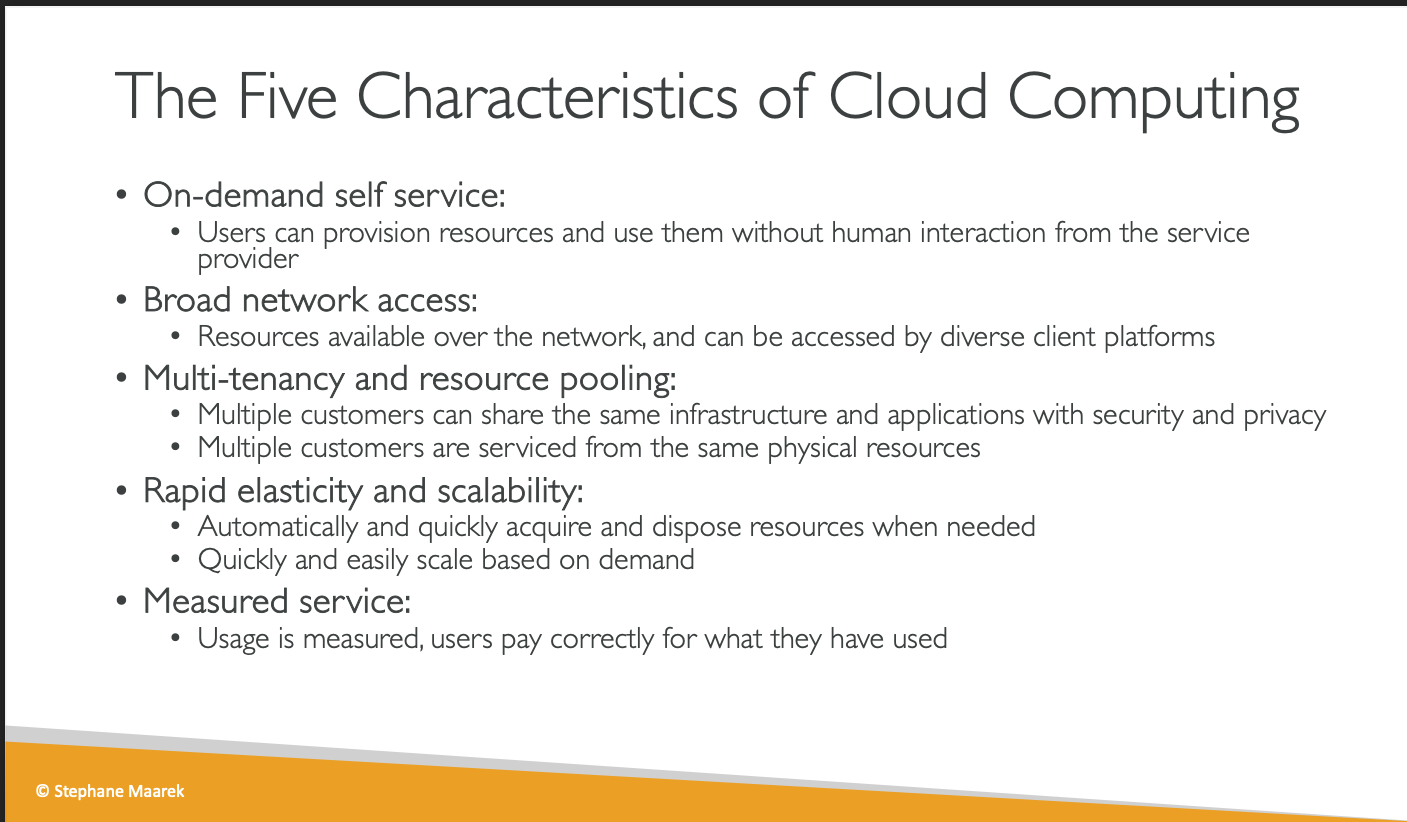 The Five Characteristics of Cloud Computing
• On-demand self service:
• Users can provision resources and use them without human interaction from the service
provider
• Broad network access:
• Resources available over the network, and can be accessed by diverse client platforms
• Multi-tenancy and resource pooling:
• Multiple customers can share the same infrastructure and applications with security and privacy
• Multiple customers are serviced from the same physical resources
• Rapid elasticity and scalability:
• Automatically and quickly acquire and dispose resources when needed
• Quickly and easily scale based on demand
• Measured service:
• Usage is measured, users pay correctly for what they have used
© Stephane Maarek